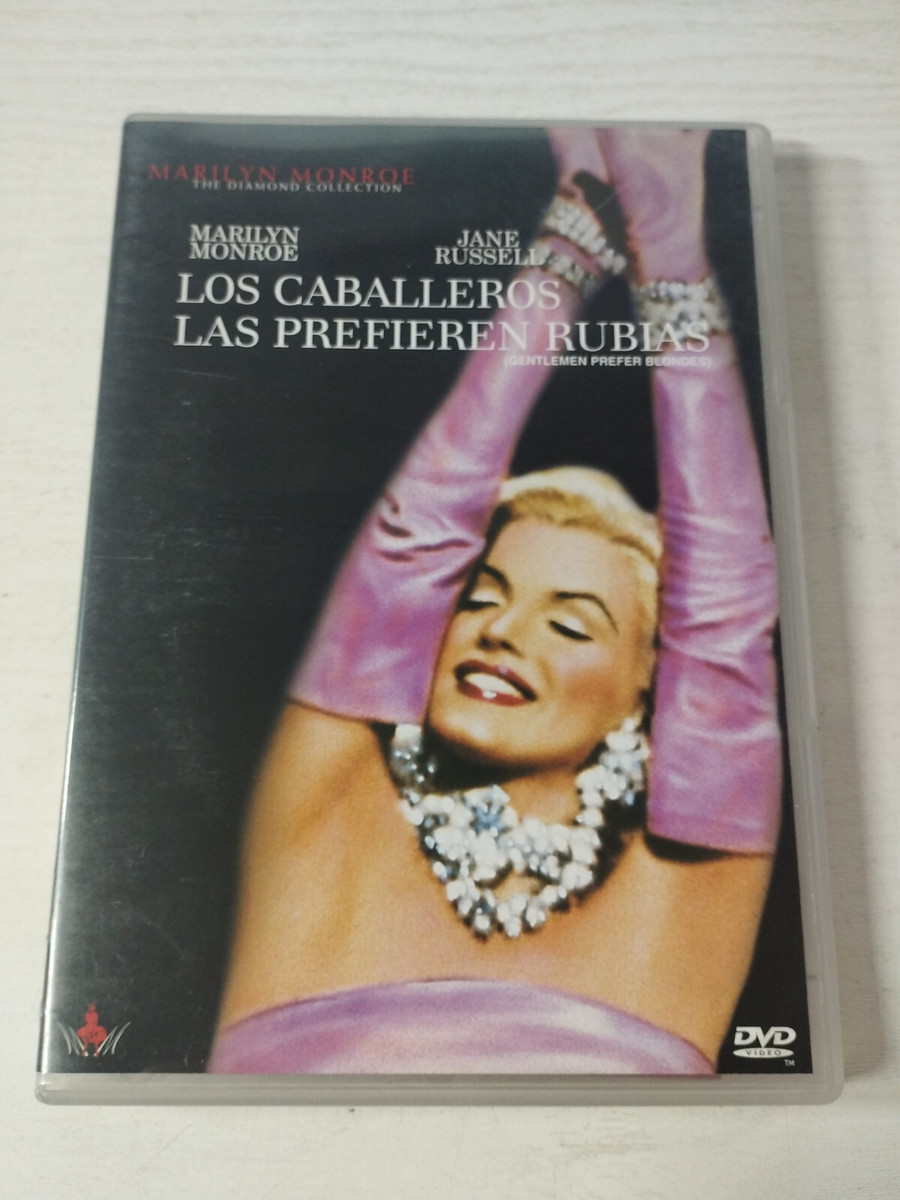 MARILYN MONROE
THE DIAMOND COLLECTION
MARILYN
MONROE
JANE
RUSSELL
LOS CABALLEROS
LAS PREFIEREN RUBIAS
(GENTLEMEN PREFER BLONDES)
DVD
VIDEO
TM